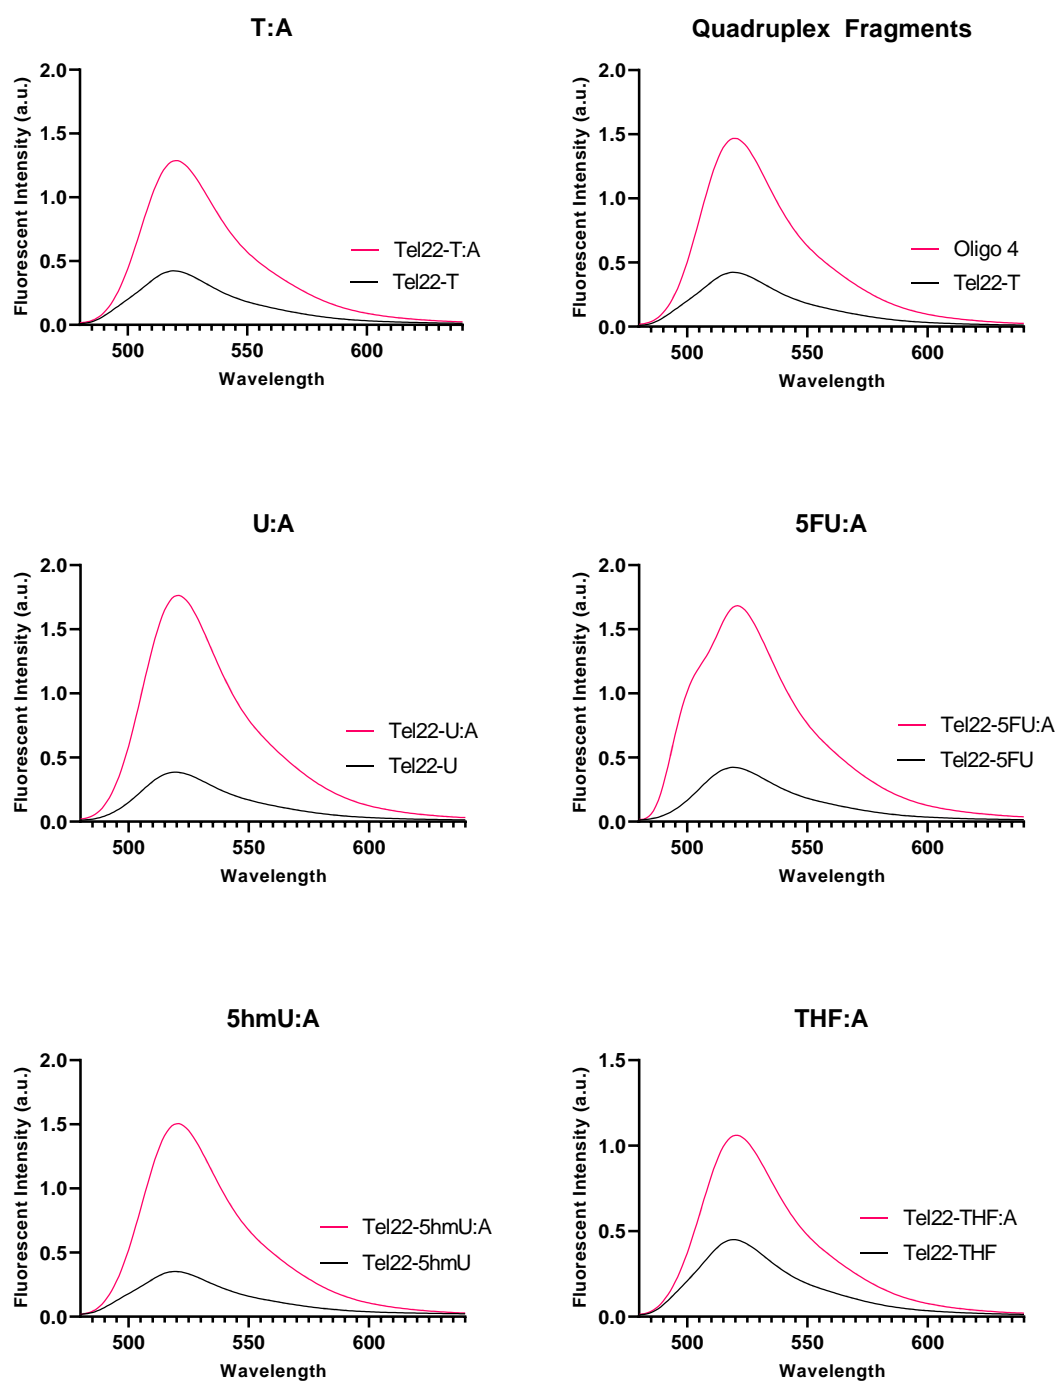 T:A
Fluorescent Intensity (a.u.)
2.0
1.5
1.0
0.5
0.0
500
550
600
Wavelength
Tel22-T:A
Tel22-T
Quadruplex Fragments
Fluorescent Intensity (a.u.)
2.0
1.5
1.0
0.5
0.0
500
550
600
Wavelength
Oligo 4
Tel22-T
U:A
Fluorescent Intensity (a.u.)
2.0
1.5
1.0
0.5
0.0
500
550
600
Wavelength
Tel22-U:A
Tel22-U
5FU:A
Fluorescent Intensity (a.u.)
2.0
1.5
1.0
0.5
0.0
500
550
600
Wavelength
Tel22-5FU:A
Tel22-5FU
5hmU:A
Fluorescent Intensity (a.u.)
2.0
1.5
1.0
0.5
0.0
500
550
600
Wavelength
Tel22-5hmU:A
Tel22-5hmU
THF:A
Fluorescent Intensity (a.u.)
1.5
1.0
0.5
0.0
500
550
600
Wavelength
Tel22-THF:A
Tel22-THF